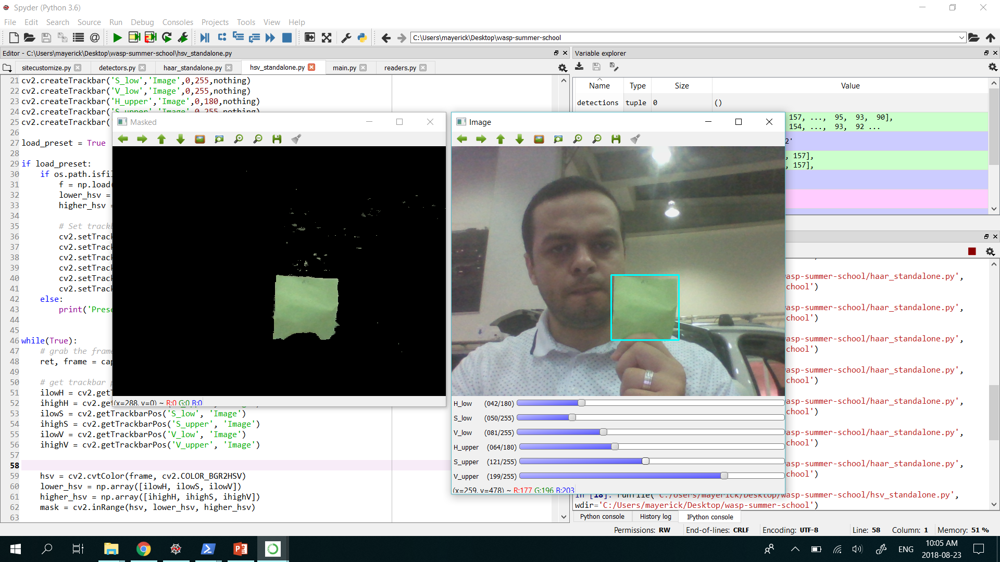 Spyder (Python 3.6)
File Edit Search Source Run Debug Consoles Projects Tools View Help
C:\Users\mayerick\Desktop\wasp-summer-school
Editor - C:\Users\mayerick\Desktop\wasp-summer-school\hsv_standalone.py
sitecustomize.py detectors.py haar_standalone.py hsv_standalone.py main.py readers.py
21 cv2.createTrackbar('S_low','Image',0,255,nothing)
22 cv2.createTrackbar('V_low','Image',0,255,nothing)
23 cv2.createTrackbar('H_upper','Image',0,180,nothing)
24 cv2.createTrackbar('S_upper','Image',0,255,nothing)
25 cv2.createTrackbar(
26
27 load_preset = True
28
29 if load_preset:
30 if os.path.isfil
31 f = np.load(
32 lower_hsv =
33 higher_hsv =
34
35 # Set trackb
36 cv2.setTrack
37 cv2.setTrack
38 cv2.setTrack
39 cv2.setTrack
40 cv2.setTrack
41 cv2.setTrack
42 else:
43 print('Prese
44
45
46 while(True):
47 # grab the frame
48 ret, frame = cap
49
50 # get trackbar p
51 ilowH = cv2.getT
52 ihighH = cv2.get
53 ilowS = cv2.getTrackbarPos('S_low', 'Image')
54 ihighS = cv2.getTrackbarPos('S_upper', 'Image')
55 ilowV = cv2.getTrackbarPos('V_low', 'Image')
56 ihighV = cv2.getTrackbarPos('V_upper', 'Image')
57
58
59 hsv = cv2.cvtColor(frame, cv2.COLOR_BGR2HSV)
60 lower_hsv = np.array([ilowH, ilowS, ilowV])
61 higher_hsv = np.array([ihighH, ihighS, ihighV])
62 mask = cv2.inRange(hsv, lower_hsv, higher_hsv)
63
Masked
(x=288, y=0) ~ R:0 G:0 B:0
Image
H_low (042/180)
S_low (050/255)
V_low (081/255)
H_upper (064/180)
S_upper (121/255)
V_upper (199/255)
(x=259, y=478) ~ R:177 G:196 B:203
Variable explorer
Name Type Size Value
detections tuple 0 ()
157, ..., 95, 93, 90],
154, ..., 93, 92 ...
2'
, 157],
, 157],
asp-summer-school/haar_standalone.py',
chool')
asp-summer-school/haar_standalone.py',
chool')
asp-summer-school/haar_standalone.py',
chool')
asp-summer-school/haar_standalone.py',
chool')
asp-summer-school/haar_standalone.py',
chool')
asp-summer-school/haar_standalone.py',
chool')
asp-summer-school/haar_standalone.py',
chool')
In [18]: runfile('C:/Users/mayerick/Desktop/wasp-summer-school/hsv_standalone.py',
wdir='C:/Users/mayerick/Desktop/wasp-summer-school')
Python console History log IPython console
Permissions: RW End-of-lines: CRLF Encoding: UTF-8 Line: 58 Column: 1 Memory: 51 %
ENG
10:05 AM
2018-08-23